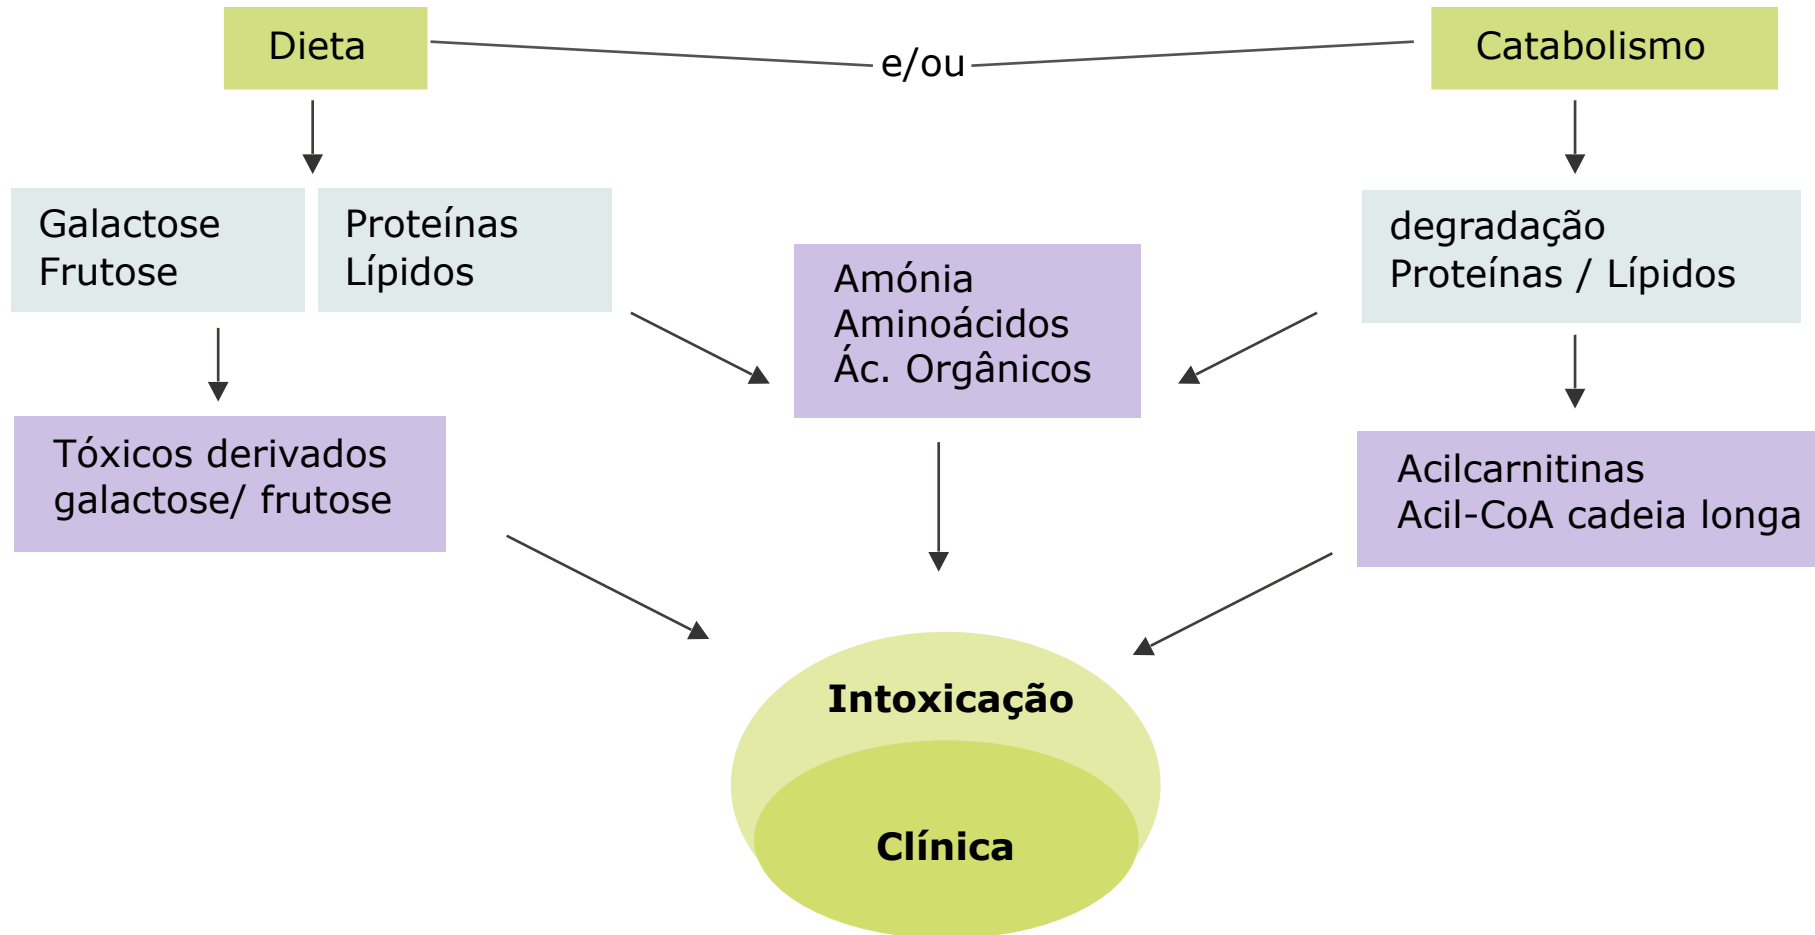 Dieta
e/ou
Catabolismo
Galactose
Frutose
Proteínas
Lípidos
Amónia
Aminoácidos
Ác. Orgânicos
degradação
Proteínas / Lípidos
Tóxicos derivados
galactose/ frutose
Acilcarnitinas
Acil-CoA cadeia longa
Intoxicação
Clínica